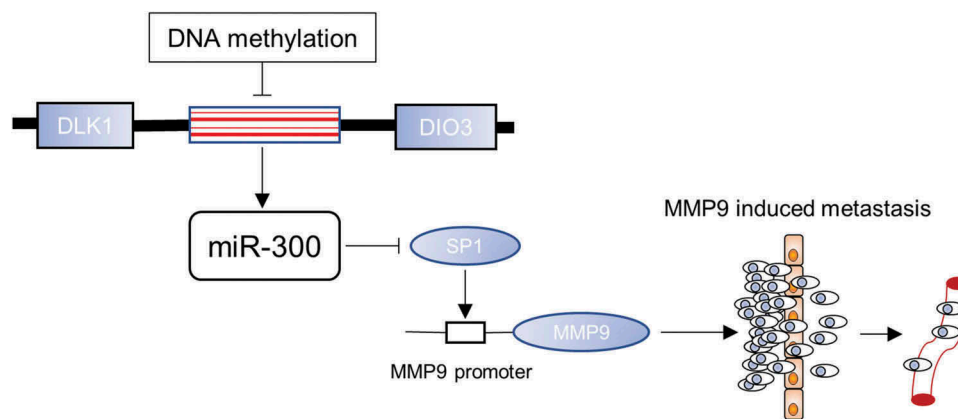 DNA methylation
DLK1
DIO3
miR-300
SP1
MMP9 induced metastasis
MMP9
MMP9 promoter